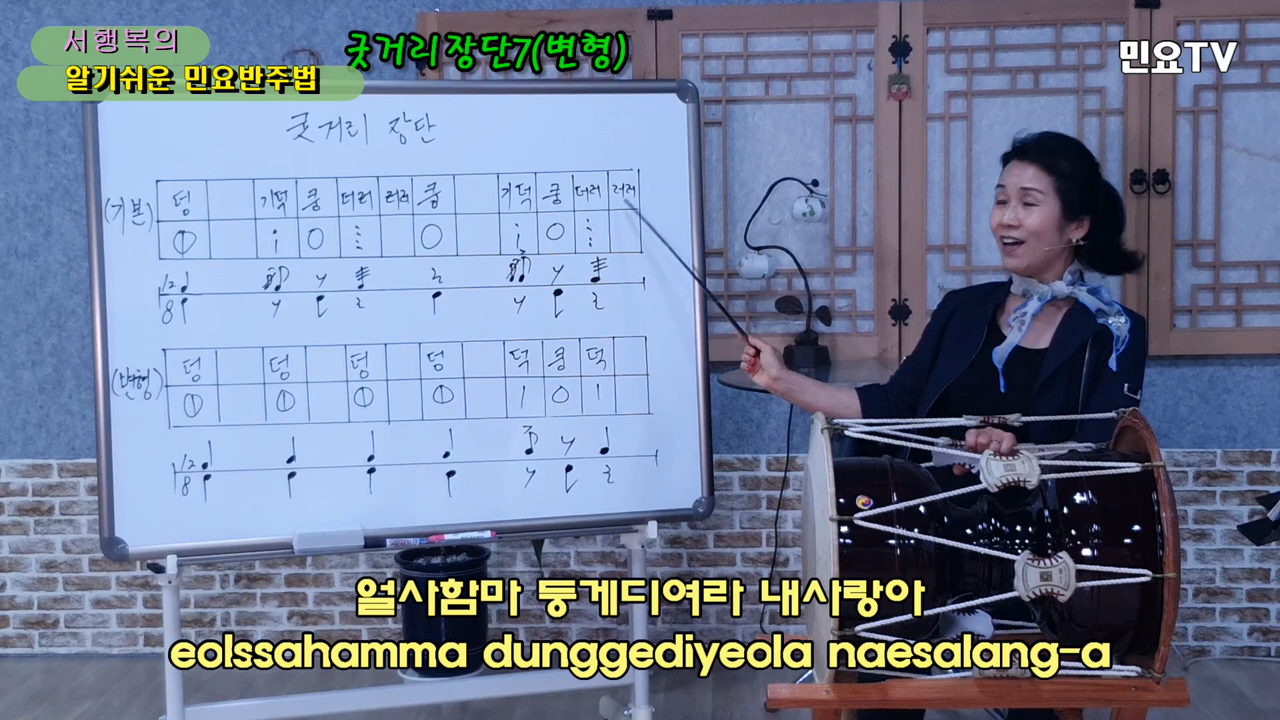 서행복의
알기쉬운 민요반주법
굿거리장단7(변형)
민요TV
굿거리 장단
(기본) 덩 기덕 쿵 더러 러러 쿵 기덕 쿵 더러 러러
12/8
(변형) 덩 덩 덩 덩 덕 쿵 덕
12/8
얼사함마 둥게디여라 내사랑아
eolssahamma dunggediyeola naesalang-a